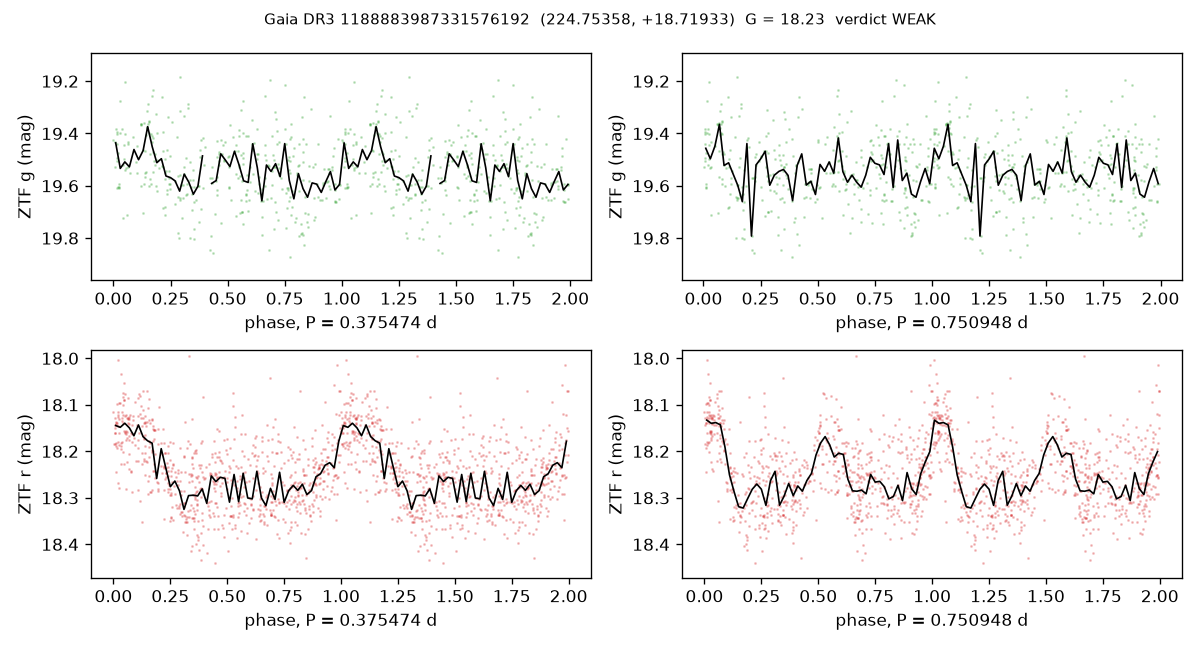 Gaia DR3 1188883987331576192  (224.75358, +18.71933)  G = 18.23  verdict WEAK
ZTF g (mag)
19.2
19.4
19.6
19.8
0.00 0.25 0.50 0.75 1.00 1.25 1.50 1.75 2.00
phase, P = 0.375474 d
ZTF g (mag)
19.2
19.4
19.6
19.8
0.00 0.25 0.50 0.75 1.00 1.25 1.50 1.75 2.00
phase, P = 0.750948 d
ZTF r (mag)
18.0
18.1
18.2
18.3
18.4
0.00 0.25 0.50 0.75 1.00 1.25 1.50 1.75 2.00
phase, P = 0.375474 d
ZTF r (mag)
18.0
18.1
18.2
18.3
18.4
0.00 0.25 0.50 0.75 1.00 1.25 1.50 1.75 2.00
phase, P = 0.750948 d